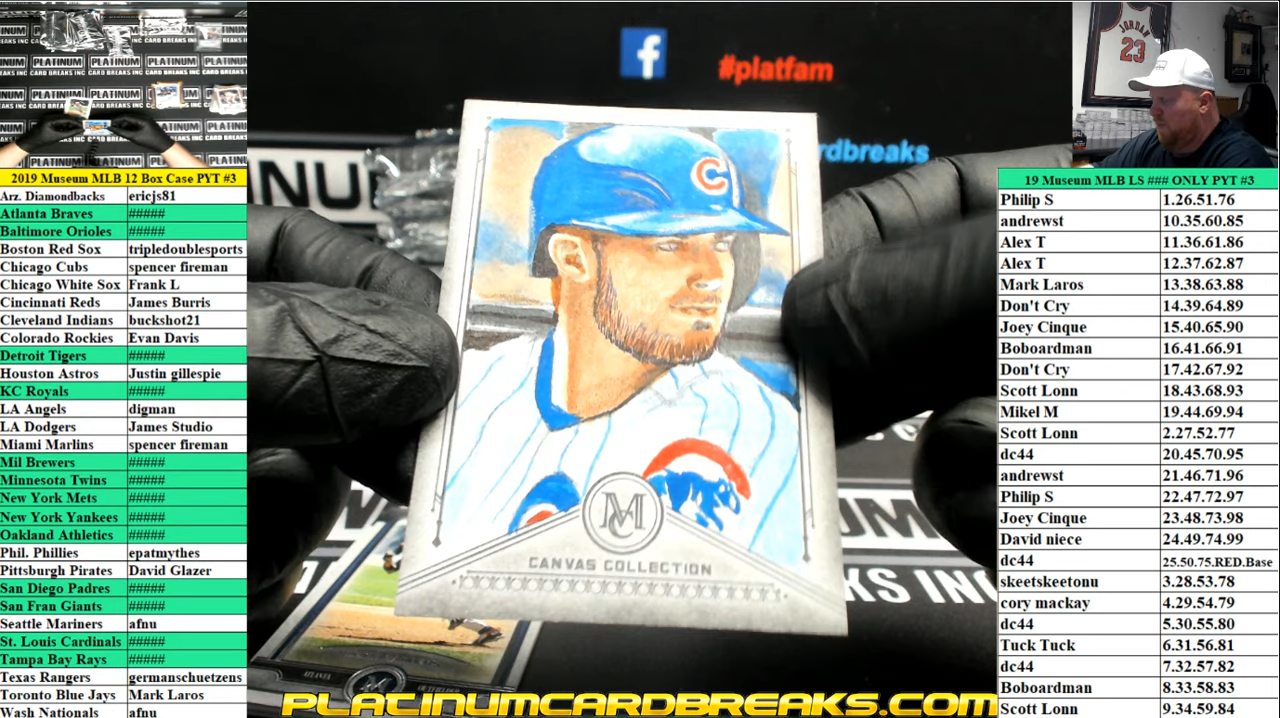 #platfam
rdbreaks
JORDAN
23
PLATINUM
CARD BREAKS INC
2019 Museum MLB 12 Box Case PYT #3
Arz. Diamondbacks ericjs81
Atlanta Braves #####
Baltimore Orioles #####
Boston Red Sox tripledoublesports
Chicago Cubs spencer fireman
Chicago White Sox Frank L
Cincinnati Reds James Burris
Cleveland Indians buckshot21
Colorado Rockies Evan Davis
Detroit Tigers #####
Houston Astros Justin gillespie
KC Royals #####
LA Angels digman
LA Dodgers James Studio
Miami Marlins spencer fireman
Mil Brewers #####
Minnesota Twins #####
New York Mets #####
New York Yankees #####
Oakland Athletics #####
Phil. Phillies epatmythes
Pittsburgh Pirates David Glazer
San Diego Padres #####
San Fran Giants #####
Seattle Mariners afnu
St. Louis Cardinals #####
Tampa Bay Rays #####
Texas Rangers germanschuetzens
Toronto Blue Jays Mark Laros
Wash Nationals afnu
C
MC
CANVAS COLLECTION
PLATINUMCARDBREAKS.COM
19 Museum MLB LS ### ONLY PYT #3
Philip S 1.26.51.76
andrewst 10.35.60.85
Alex T 11.36.61.86
Alex T 12.37.62.87
Mark Laros 13.38.63.88
Don't Cry 14.39.64.89
Joey Cinque 15.40.65.90
Boboardman 16.41.66.91
Don't Cry 17.42.67.92
Scott Lonn 18.43.68.93
Mikel M 19.44.69.94
Scott Lonn 2.27.52.77
dc44 20.45.70.95
andrewst 21.46.71.96
Philip S 22.47.72.97
Joey Cinque 23.48.73.98
David niece 24.49.74.99
dc44 25.50.75.RED.Base
skeetskeetonu 3.28.53.78
cory mackay 4.29.54.79
dc44 5.30.55.80
Tuck Tuck 6.31.56.81
dc44 7.32.57.82
Boboardman 8.33.58.83
Scott Lonn 9.34.59.84